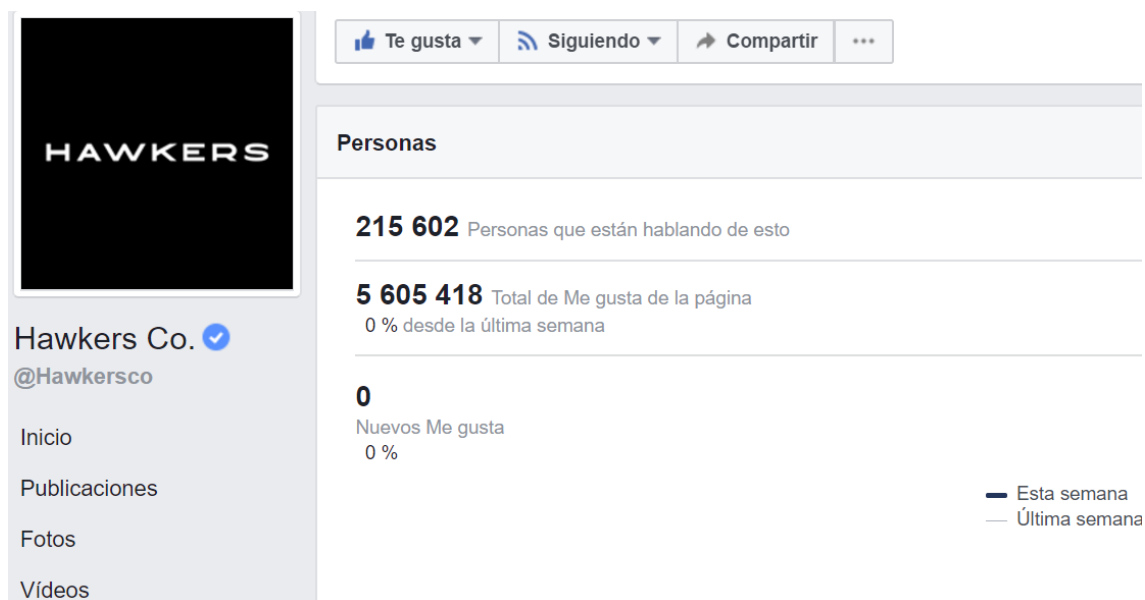 HAWKERS
Hawkers Co.
@Hawkersco
Inicio
Publicaciones
Fotos
Vídeos
Te gusta Siguiendo Compartir ...
Personas
215 602 Personas que están hablando de esto
5 605 418 Total de Me gusta de la página
0 % desde la última semana
0
Nuevos Me gusta
0 %
Esta semana
Última semana